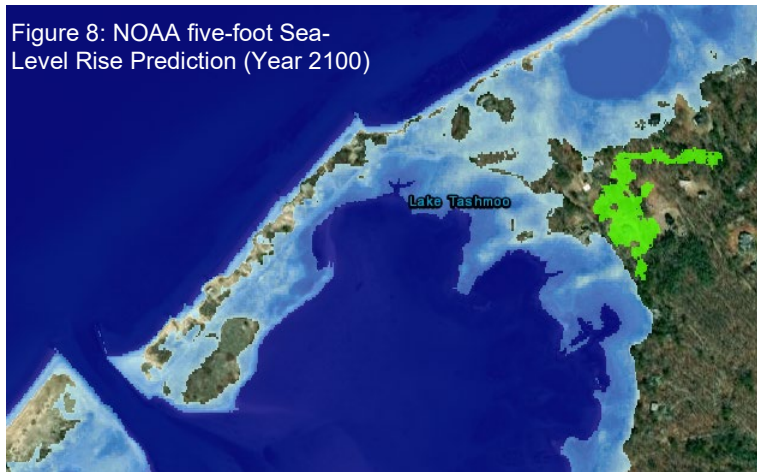 Figure 8: NOAA five-foot Sea-
Level Rise Prediction (Year 2100)
Lake Tashmoo